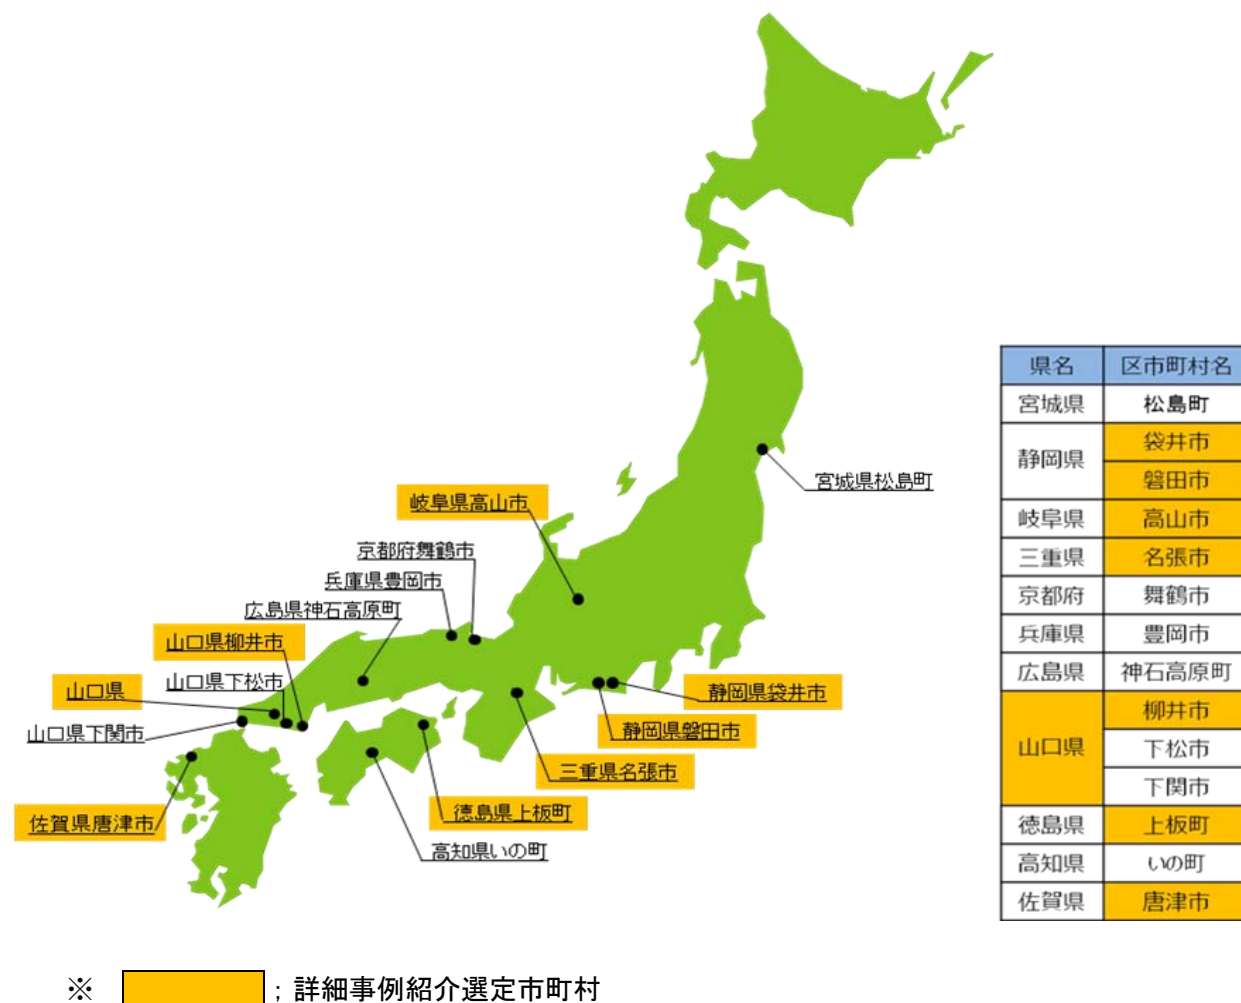 宮城県松島町
岐阜県高山市
京都府舞鶴市
兵庫県豊岡市
広島県神石高原町
山口県柳井市
山口県下松市
山口県
山口県下関市
静岡県袋井市
静岡県磐田市
三重県名張市
徳島県上板町
佐賀県唐津市
高知県いの町
県名 区市町村名
宮城県 松島町
静岡県 袋井市
磐田市
岐阜県 高山市
三重県 名張市
京都府 舞鶴市
兵庫県 豊岡市
広島県 神石高原町
山口県 柳井市
下松市
下関市
徳島県 上板町
高知県 いの町
佐賀県 唐津市
※ ；詳細事例紹介選定市町村